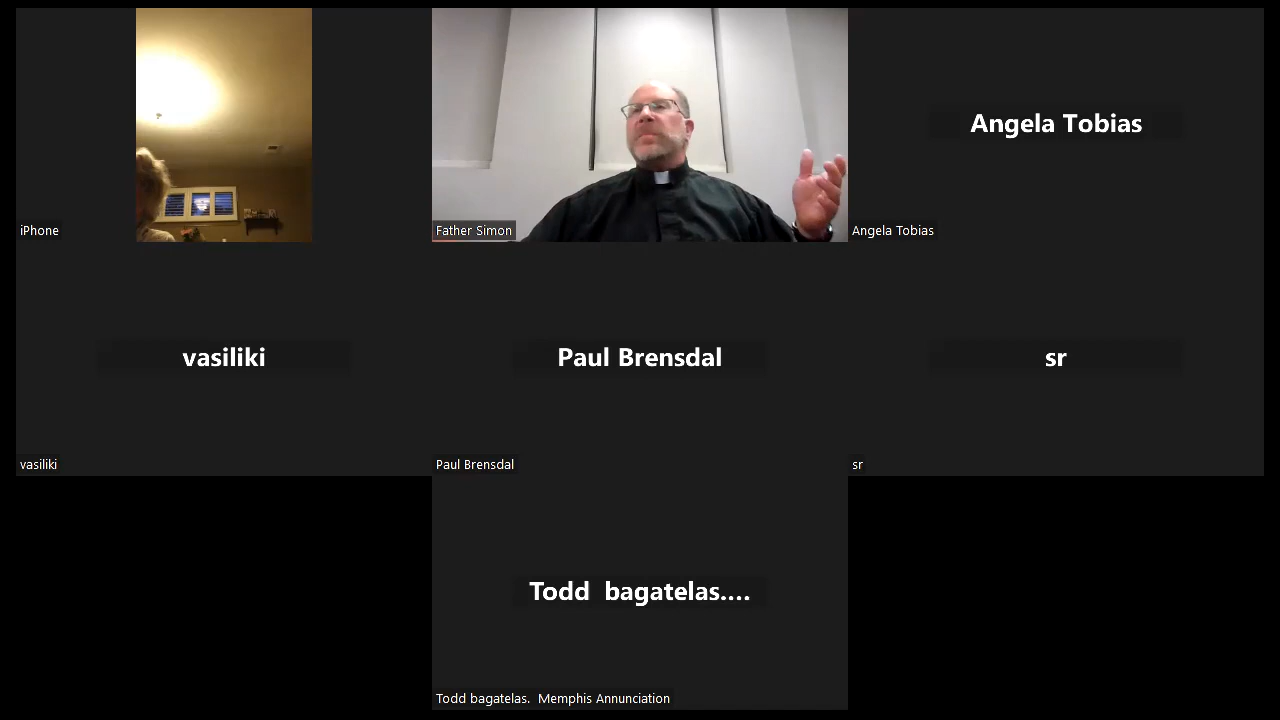 iPhone
Father Simon
Angela Tobias
Angela Tobias
vasiliki
vasiliki
Paul Brensdal
Paul Brensdal
sr
sr
Todd  bagatelas....
Todd bagatelas.  Memphis Annunciation